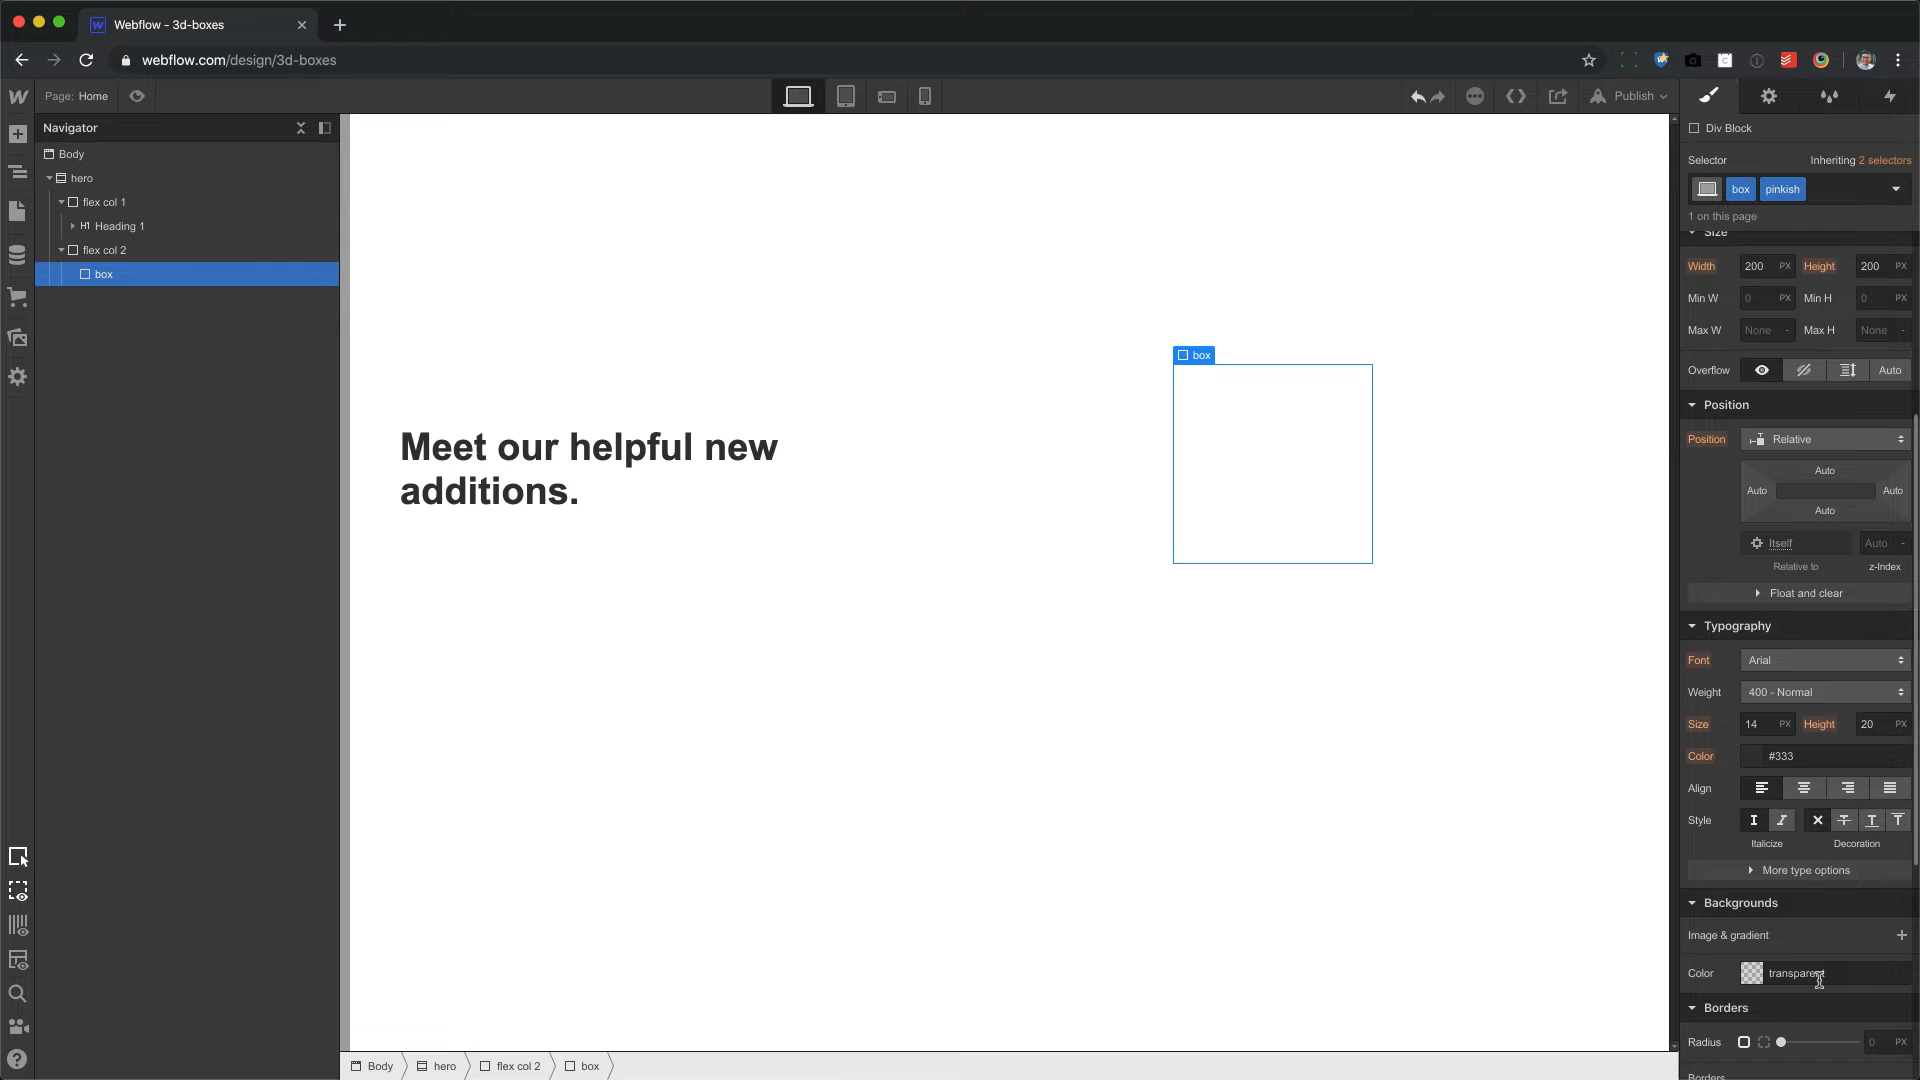 Webflow - 3d-boxes
webflow.com/design/3d-boxes
Page: Home
Publish
Navigator
Body
hero
flex col 1
H1 Heading 1
flex col 2
box
box
Meet our helpful new
additions.
Body
hero
flex col 2
box
Div Block
Selector Inheriting 2 selectors
box pinkish
1 on this page
Size
Width 200 PX Height 200 PX
Min W 0 PX Min H 0 PX
Max W None - Max H None -
Overflow Auto
Position
Position Relative
Auto
Auto Auto
Auto
Itself Auto -
Relative to z-Index
Float and clear
Typography
Font Arial
Weight 400 - Normal
Size 14 PX Height 20 PX
Color #333
Align
Style
Italicize Decoration
More type options
Backgrounds
Image & gradient
Color transparent
Borders
Radius 0 PX
Borders